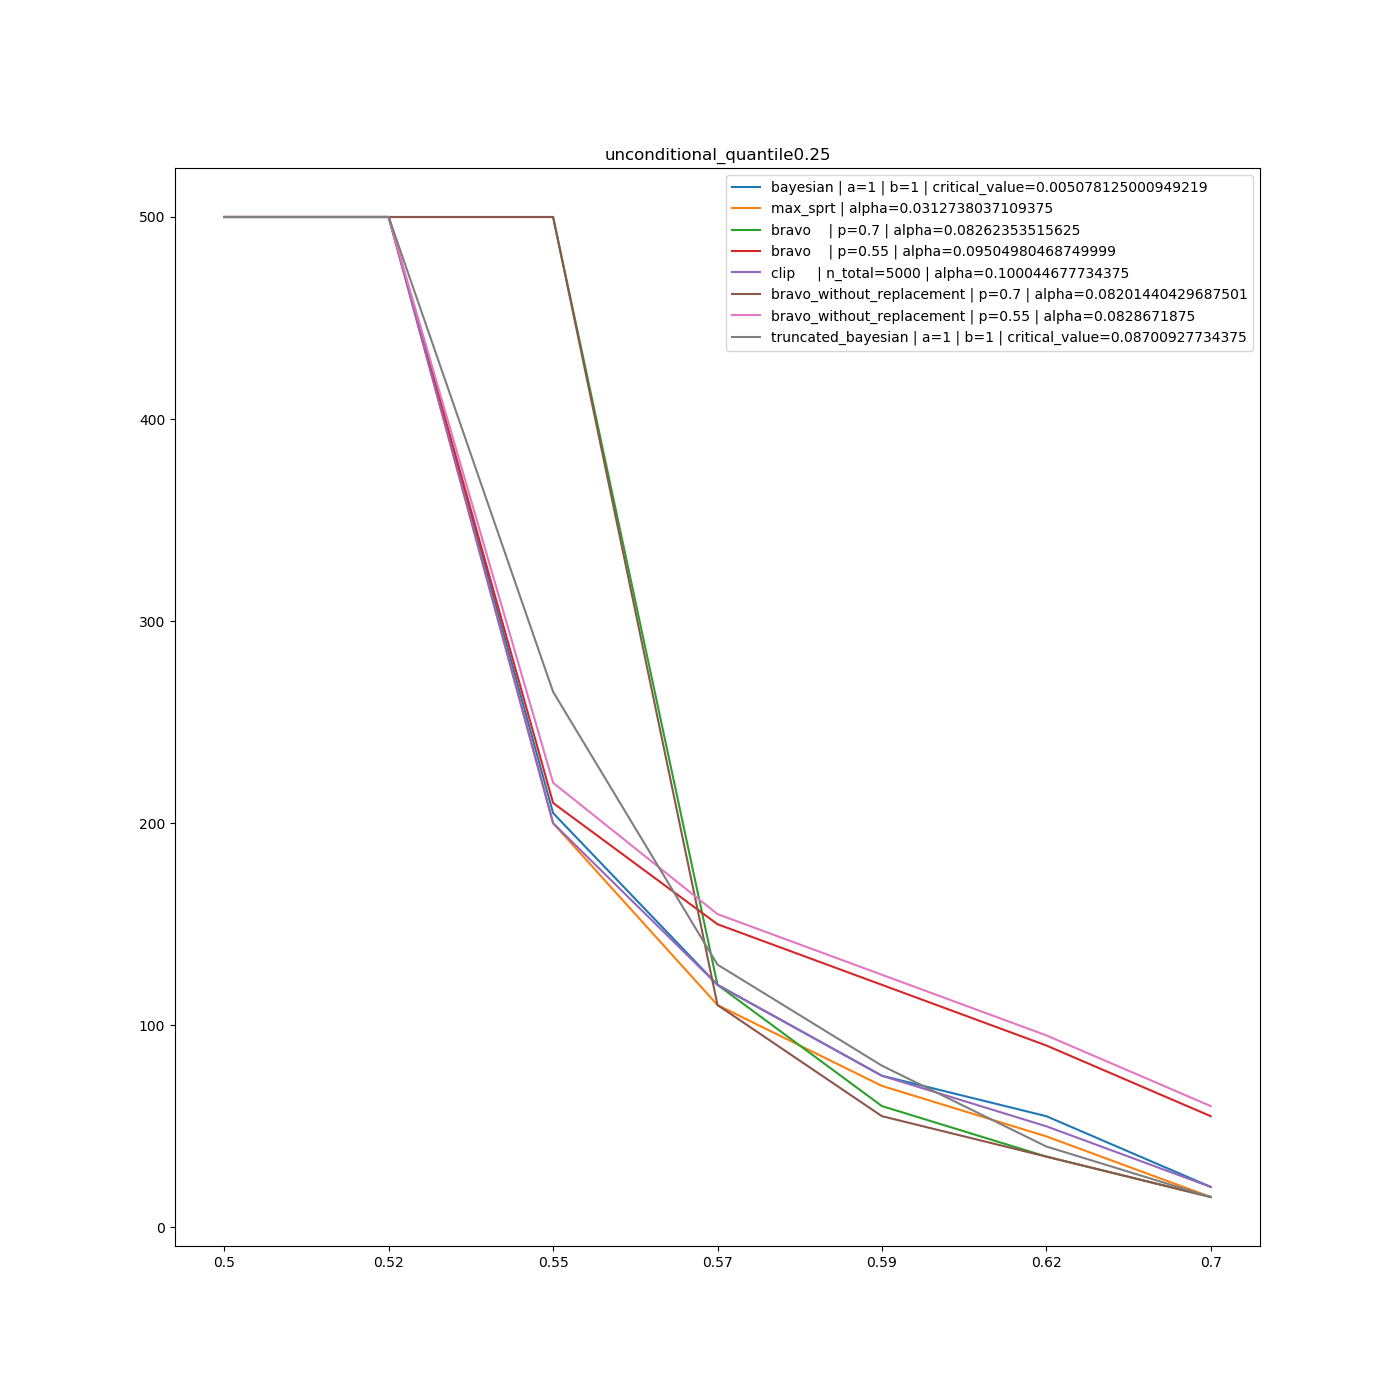 unconditional_quantile0.25
bayesian | a=1 | b=1 | critical_value=0.005078125000949219
max_sprt | alpha=0.0312738037109375
bravo    | p=0.7 | alpha=0.08262353515625
bravo    | p=0.55 | alpha=0.09504980468749999
clip     | n_total=5000 | alpha=0.100044677734375
bravo_without_replacement | p=0.7 | alpha=0.08201440429687501
bravo_without_replacement | p=0.55 | alpha=0.0828671875
truncated_bayesian | a=1 | b=1 | critical_value=0.08700927734375
500
400
300
200
100
0
0.5 0.52 0.55 0.57 0.59 0.62 0.7